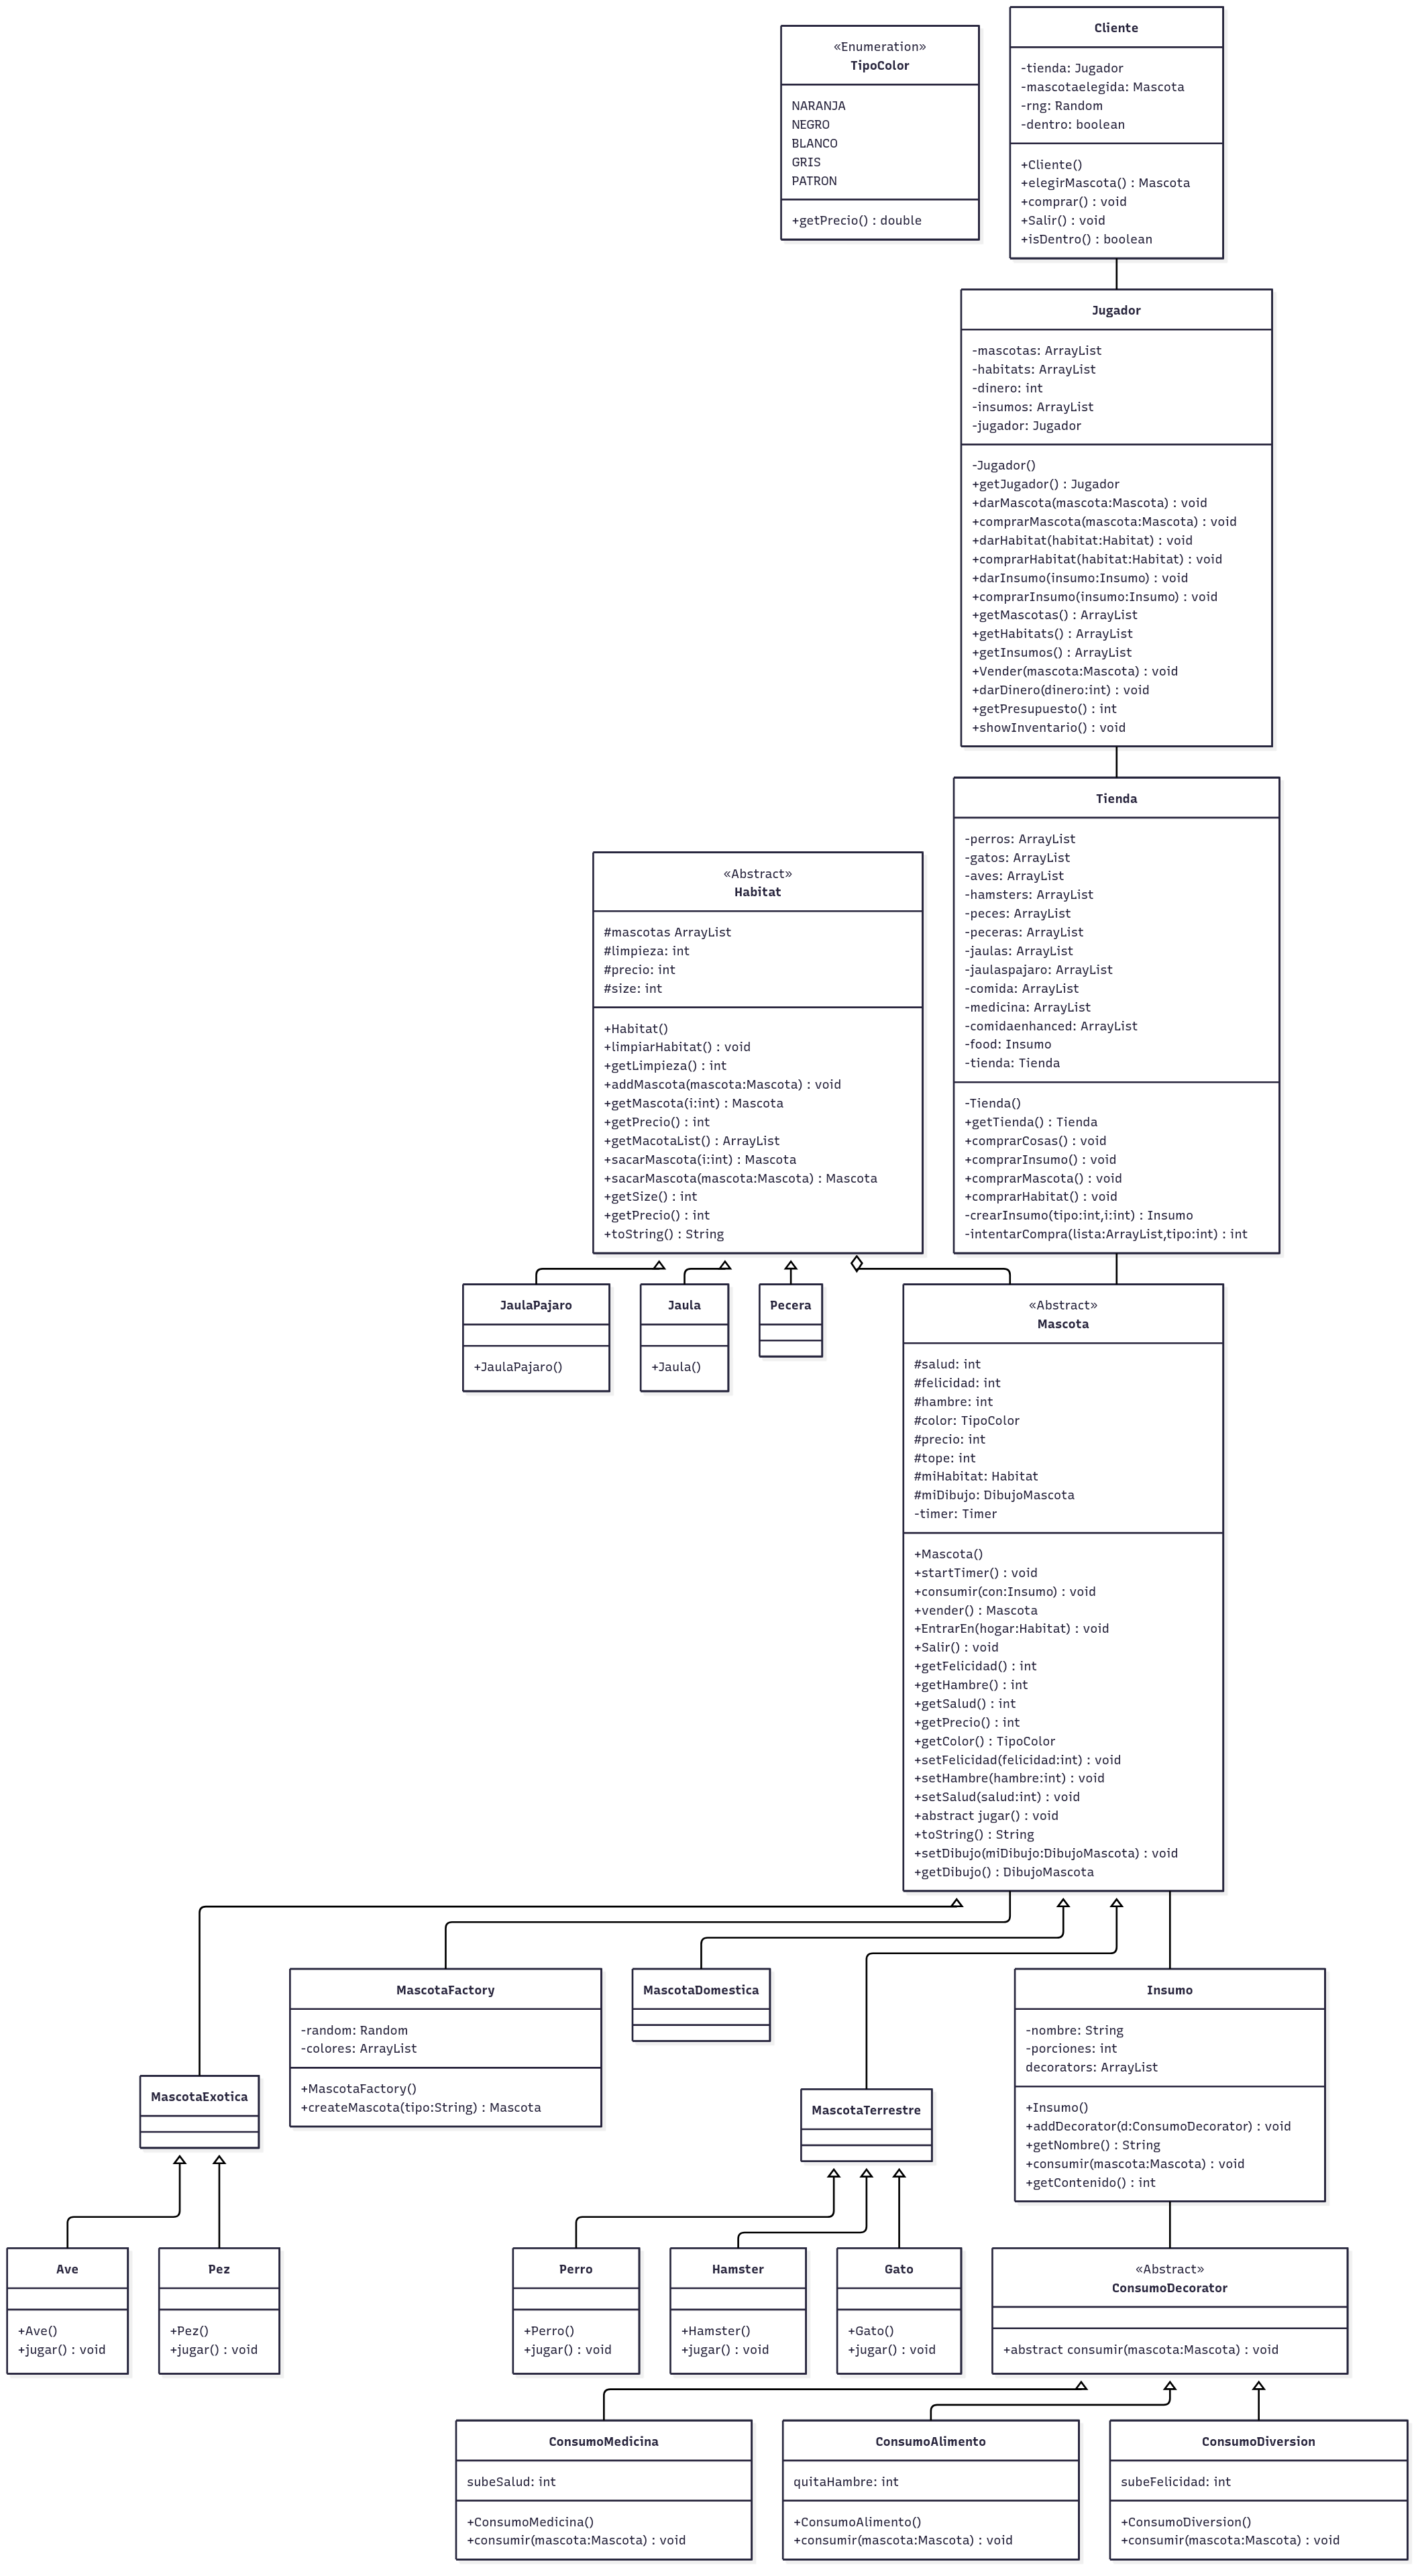 «Enumeration»
TipoColor
NARANJA
NEGRO
BLANCO
GRIS
PATRON
+getPrecio() : double
Cliente
-tienda: Jugador
-mascotaelegida: Mascota
-rng: Random
-dentro: boolean
+Cliente()
+elegirMascota() : Mascota
+comprar() : void
+Salir() : void
+isDentro() : boolean
Jugador
-mascotas: ArrayList
-habitats: ArrayList
-dinero: int
-insumos: ArrayList
-jugador: Jugador
-Jugador()
+getJugador() : Jugador
+darMascota(mascota:Mascota) : void
+comprarMascota(mascota:Mascota) : void
+darHabitat(habitat:Habitat) : void
+comprarHabitat(habitat:Habitat) : void
+darInsumo(insumo:Insumo) : void
+comprarInsumo(insumo:Insumo) : void
+getMascotas() : ArrayList
+getHabitats() : ArrayList
+getInsumos() : ArrayList
+Vender(mascota:Mascota) : void
+darDinero(dinero:int) : void
+getPresupuesto() : int
+showInventario() : void
Tienda
-perros: ArrayList
-gatos: ArrayList
-aves: ArrayList
-hamsters: ArrayList
-peces: ArrayList
-peceras: ArrayList
-jaulas: ArrayList
-jaulaspajaro: ArrayList
-comida: ArrayList
-medicina: ArrayList
-comidaenhanced: ArrayList
-food: Insumo
-tienda: Tienda
-Tienda()
+getTienda() : Tienda
+comprarCosas() : void
+comprarInsumo() : void
+comprarMascota() : void
+comprarHabitat() : void
-crearInsumo(tipo:int,i:int) : Insumo
-intentarCompra(lista:ArrayList,tipo:int) : int
«Abstract»
Habitat
#mascotas ArrayList
#limpieza: int
#precio: int
#size: int
+Habitat()
+limpiarHabitat() : void
+getLimpieza() : int
+addMascota(mascota:Mascota) : void
+getMascota(i:int) : Mascota
+getPrecio() : int
+getMacotaList() : ArrayList
+sacarMascota(i:int) : Mascota
+sacarMascota(mascota:Mascota) : Mascota
+getSize() : int
+getPrecio() : int
+toString() : String
JaulaPajaro
+JaulaPajaro()
Jaula
+Jaula()
Pecera
«Abstract»
Mascota
#salud: int
#felicidad: int
#hambre: int
#color: TipoColor
#precio: int
#tope: int
#miHabitat: Habitat
#miDibujo: DibujoMascota
-timer: Timer
+Mascota()
+startTimer() : void
+consumir(con:Insumo) : void
+vender() : Mascota
+EntrarEn(hogar:Habitat) : void
+Salir() : void
+getFelicidad() : int
+getHambre() : int
+getSalud() : int
+getPrecio() : int
+getColor() : TipoColor
+setFelicidad(felicidad:int) : void
+setHambre(hambre:int) : void
+setSalud(salud:int) : void
+abstract jugar() : void
+toString() : String
+setDibujo(miDibujo:DibujoMascota) : void
+getDibujo() : DibujoMascota
MascotaExotica
MascotaFactory
-random: Random
-colores: ArrayList
+MascotaFactory()
+createMascota(tipo:String) : Mascota
MascotaDomestica
MascotaTerrestre
Insumo
-nombre: String
-porciones: int
decorators: ArrayList
+Insumo()
+addDecorator(d:ConsumoDecorator) : void
+getNombre() : String
+consumir(mascota:Mascota) : void
+getContenido() : int
Ave
+Ave()
+jugar() : void
Pez
+Pez()
+jugar() : void
Perro
+Perro()
+jugar() : void
Hamster
+Hamster()
+jugar() : void
Gato
+Gato()
+jugar() : void
«Abstract»
ConsumoDecorator
+abstract consumir(mascota:Mascota) : void
ConsumoMedicina
subeSalud: int
+ConsumoMedicina()
+consumir(mascota:Mascota) : void
ConsumoAlimento
quitaHambre: int
+ConsumoAlimento()
+consumir(mascota:Mascota) : void
ConsumoDiversion
subeFelicidad: int
+ConsumoDiversion()
+consumir(mascota:Mascota) : void